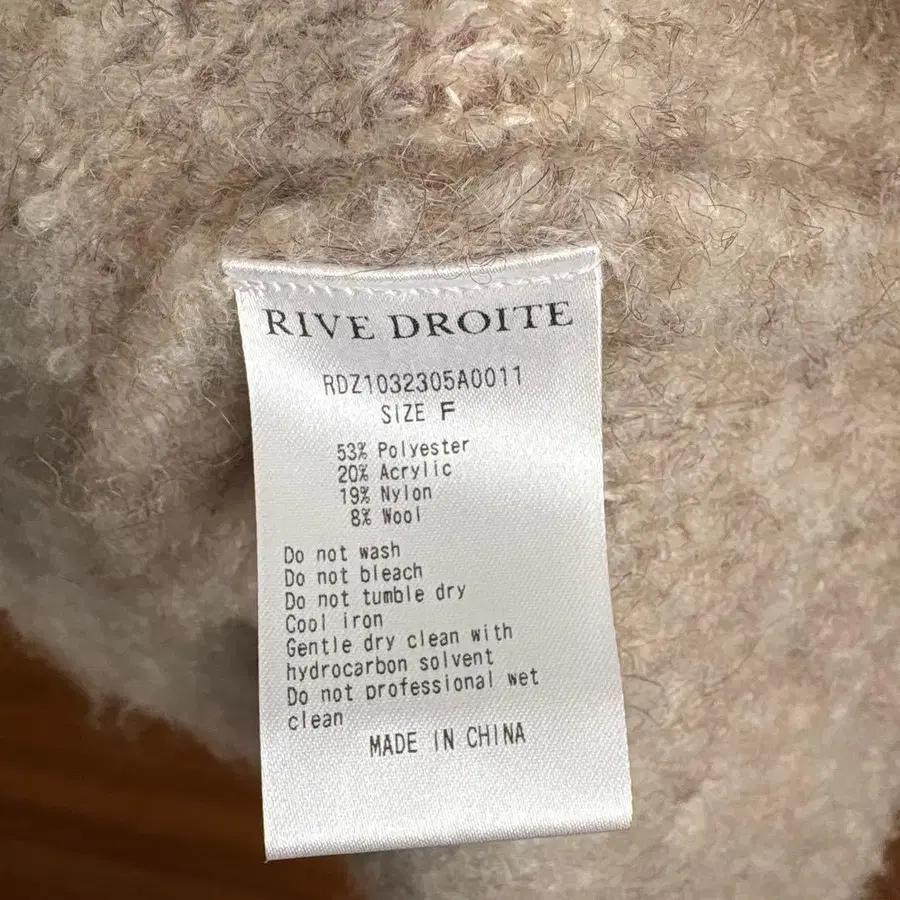 RIVE DROITE
RDZ1032305A0011
SIZE F
53% Polyester
20% Acrylic
19% Nylon
8% Wool
Do not wash
Do not bleach
Do not tumble dry
Cool iron
Gentle dry clean with
hydrocarbon solvent
Do not professional wet
clean
MADE IN CHINA